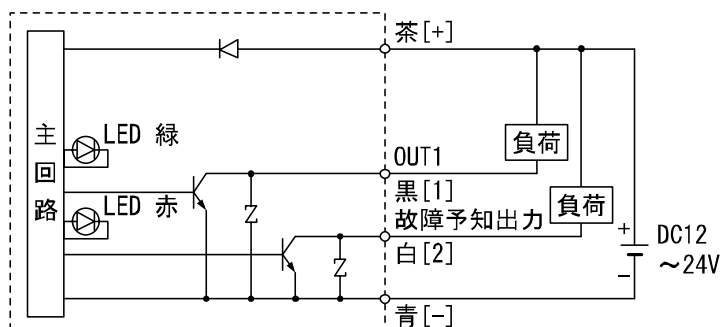 茶[+]
主回路
LED 緑
LED 赤
OUT1
黒[1]
故障予知出力
白[2]
青[−]
負荷
負荷
+
−
DC12
～24V